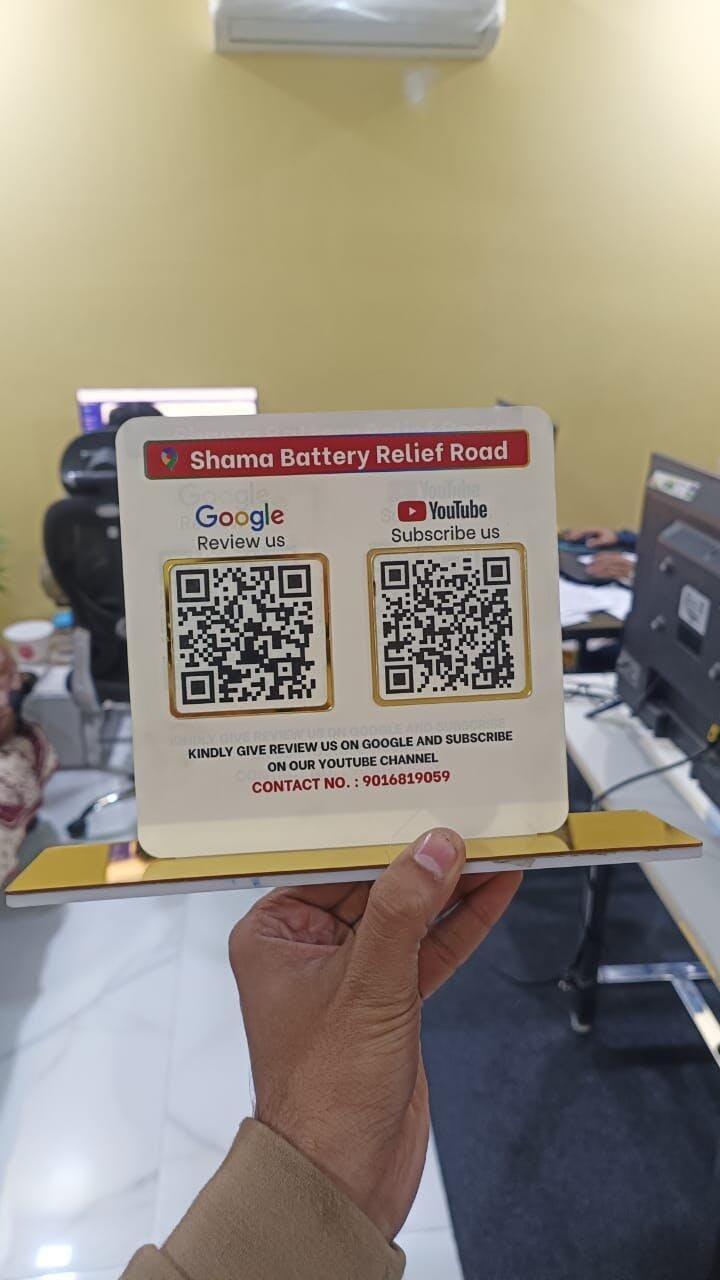 Shama Battery Relief Road
Google
Review us
YouTube
Subscribe us
KINDLY GIVE REVIEW US ON GOOGLE AND SUBSCRIBE
ON OUR YOUTUBE CHANNEL
CONTACT NO. : 9016819059